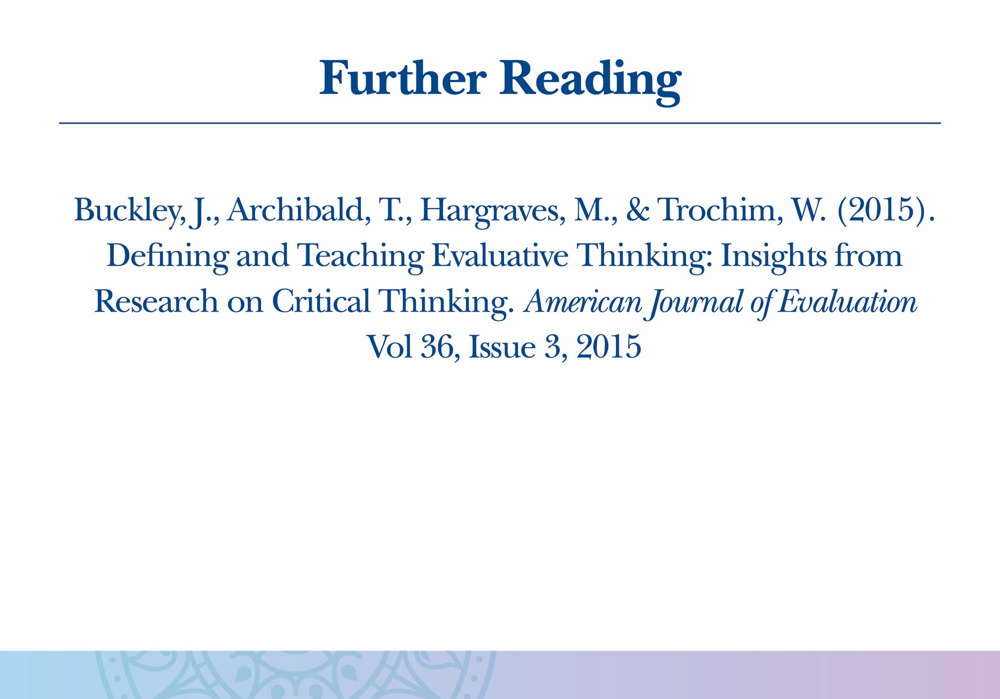 Further Reading
Buckley, J., Archibald, T., Hargraves, M., & Trochim, W. (2015).
Defining and Teaching Evaluative Thinking: Insights from
Research on Critical Thinking. American Journal of Evaluation
Vol 36, Issue 3, 2015